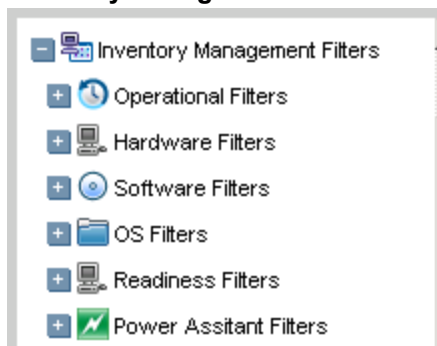 Inventory Management Filters
Operational Filters
Hardware Filters
Software Filters
OS Filters
Readiness Filters
Power Assitant Filters